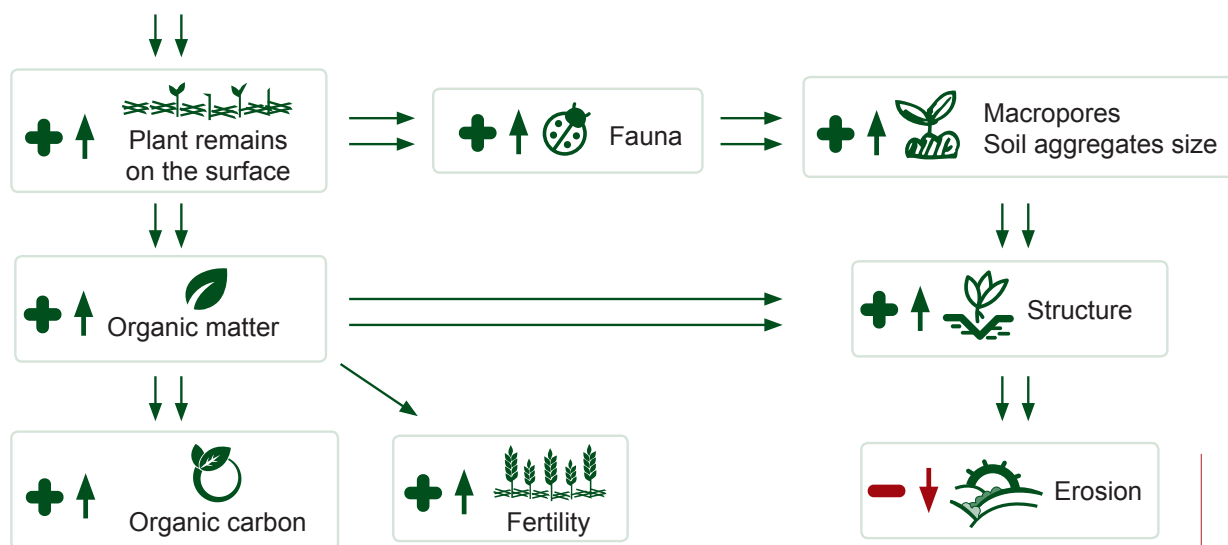 Plant remains
on the surface
Fauna
Macropores
Soil aggregates size
Organic matter
Structure
Organic carbon
Fertility
Erosion